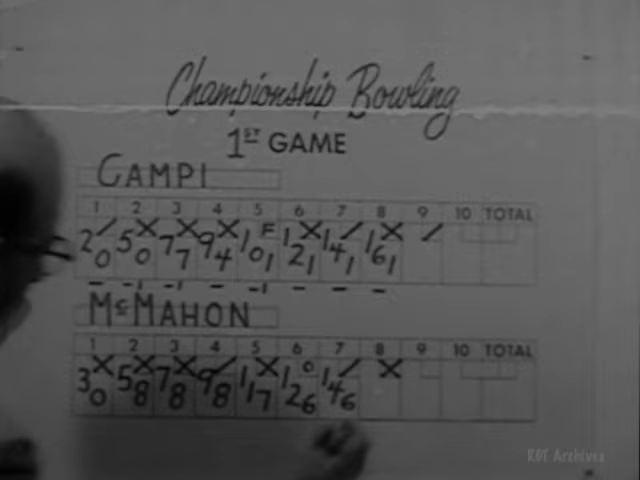 Championship Bowling
1ST GAME
CAMPI
1 2 3 4 5 6 7 8 9 10 TOTAL
/ X X X F X / X /
20 50 77 94 101 121 141 161
McMAHON
1 2 3 4 5 6 7 8 9 10 TOTAL
X X X / X 0 / X
30 58 78 98 117 126 146
RDF Archives